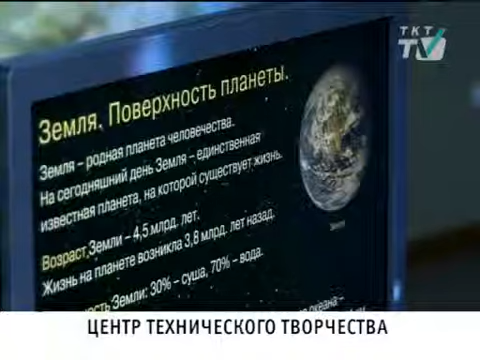 ТКТ
TV
Земля. Поверхность планеты.
Земля – родная планета человечества.
На сегодняшний день Земля – единственная
известная планета, на которой существует жизнь.
Возраст Земли – 4,5 млрд. лет.
Жизнь на планете возникла 3,8 млрд. лет назад.
Земли: 30% – суша, 70% – вода.
океана –
ЦЕНТР ТЕХНИЧЕСКОГО ТВОРЧЕСТВА